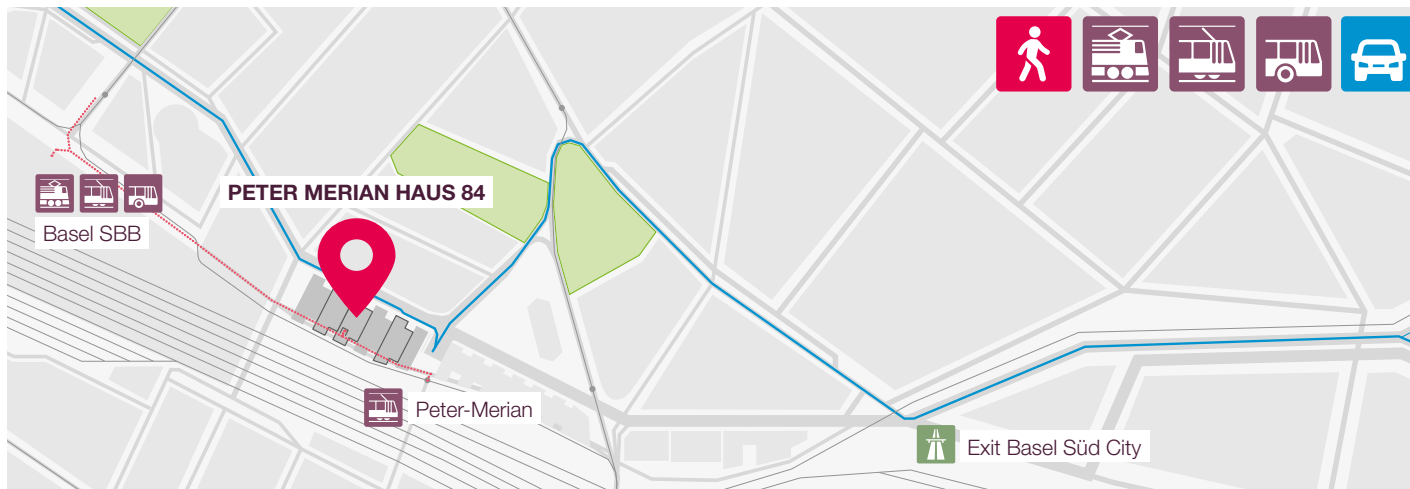 PETER MERIAN HAUS 84
Basel SBB
Peter-Merian
Exit Basel Süd City